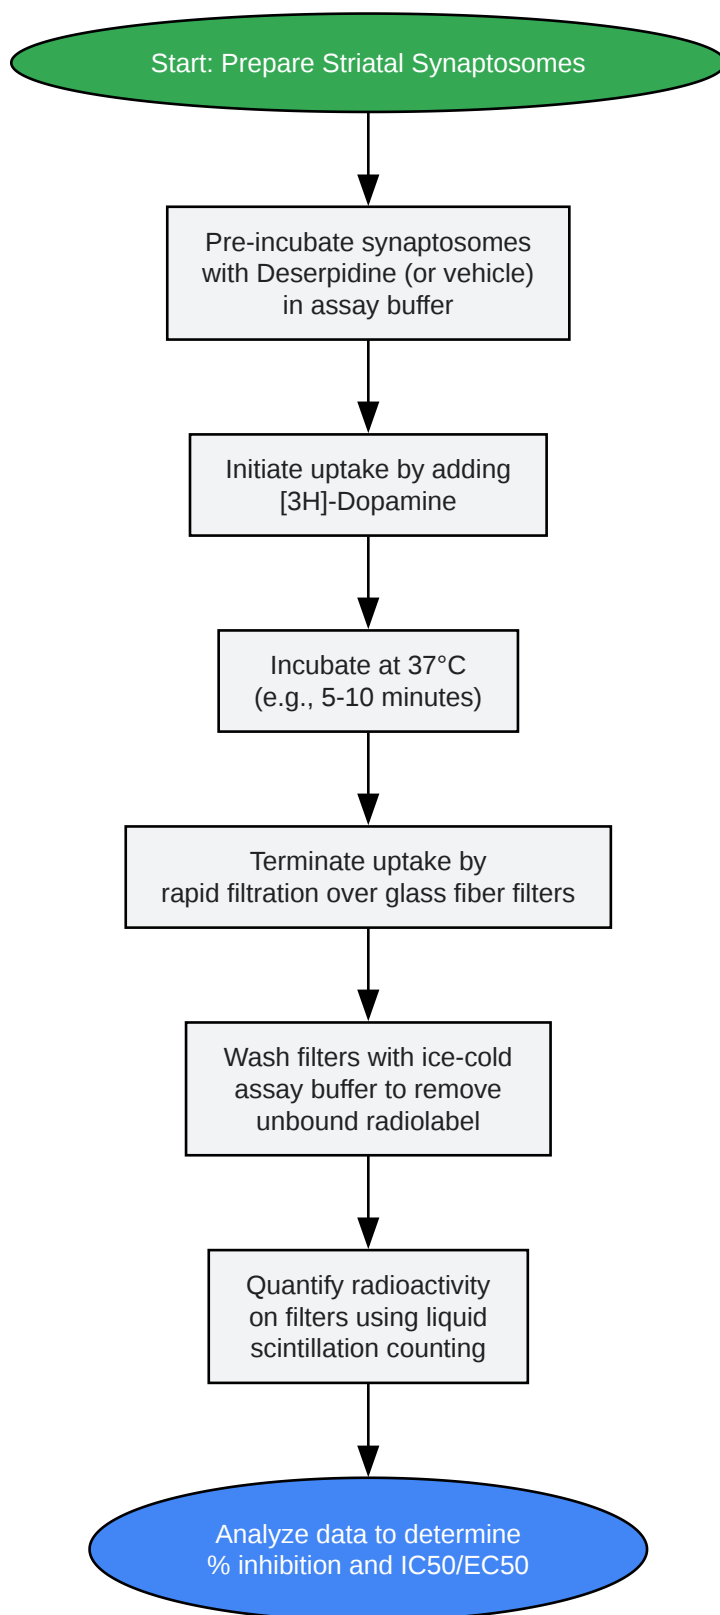 Start: Prepare Striatal Synaptosomes
Pre-incubate synaptosomes
with Deserpidine (or vehicle)
in assay buffer
Initiate uptake by adding
[3H]-Dopamine
Incubate at 37°C
(e.g., 5-10 minutes)
Terminate uptake by
rapid filtration over glass fiber filters
Wash filters with ice-cold
assay buffer to remove
unbound radiolabel
Quantify radioactivity
on filters using liquid
scintillation counting
Analyze data to determine
% inhibition and IC50/EC50